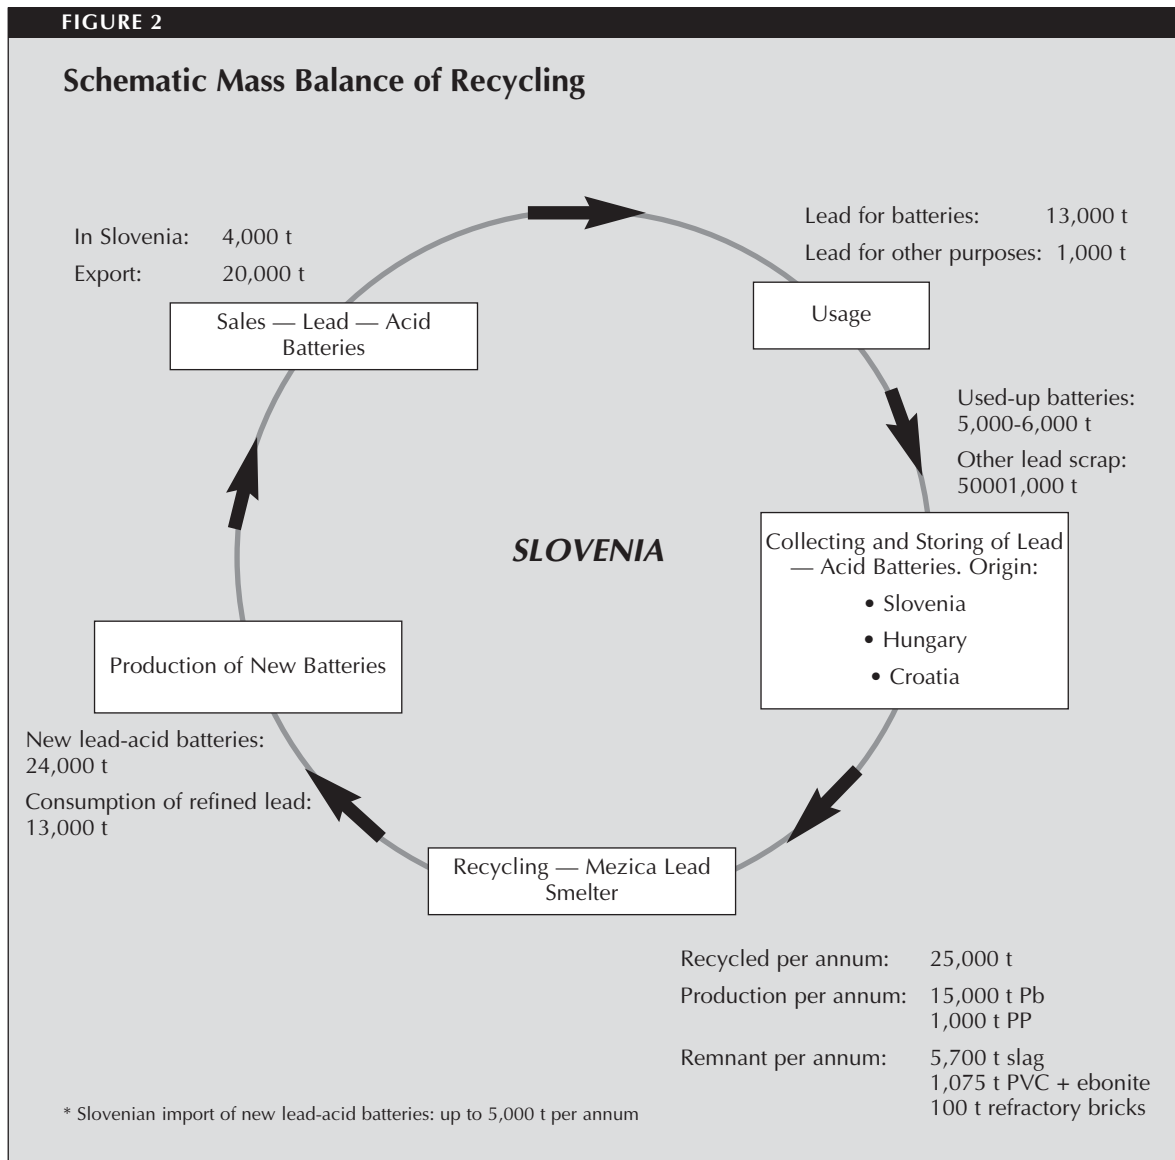 FIGURE 2
Schematic Mass Balance of Recycling
In Slovenia: 4,000 t
Export: 20,000 t
Sales — Lead — Acid
Batteries
Lead for batteries: 13,000 t
Lead for other purposes: 1,000 t
Usage
Used-up batteries:
5,000-6,000 t
Other lead scrap:
50001,000 t
Collecting and Storing of Lead
— Acid Batteries. Origin:
• Slovenia
• Hungary
• Croatia
SLOVENIA
Production of New Batteries
New lead-acid batteries:
24,000 t
Consumption of refined lead:
13,000 t
Recycling — Mezica Lead
Smelter
Recycled per annum: 25,000 t
Production per annum: 15,000 t Pb
1,000 t PP
Remnant per annum: 5,700 t slag
1,075 t PVC + ebonite
100 t refractory bricks
* Slovenian import of new lead-acid batteries: up to 5,000 t per annum